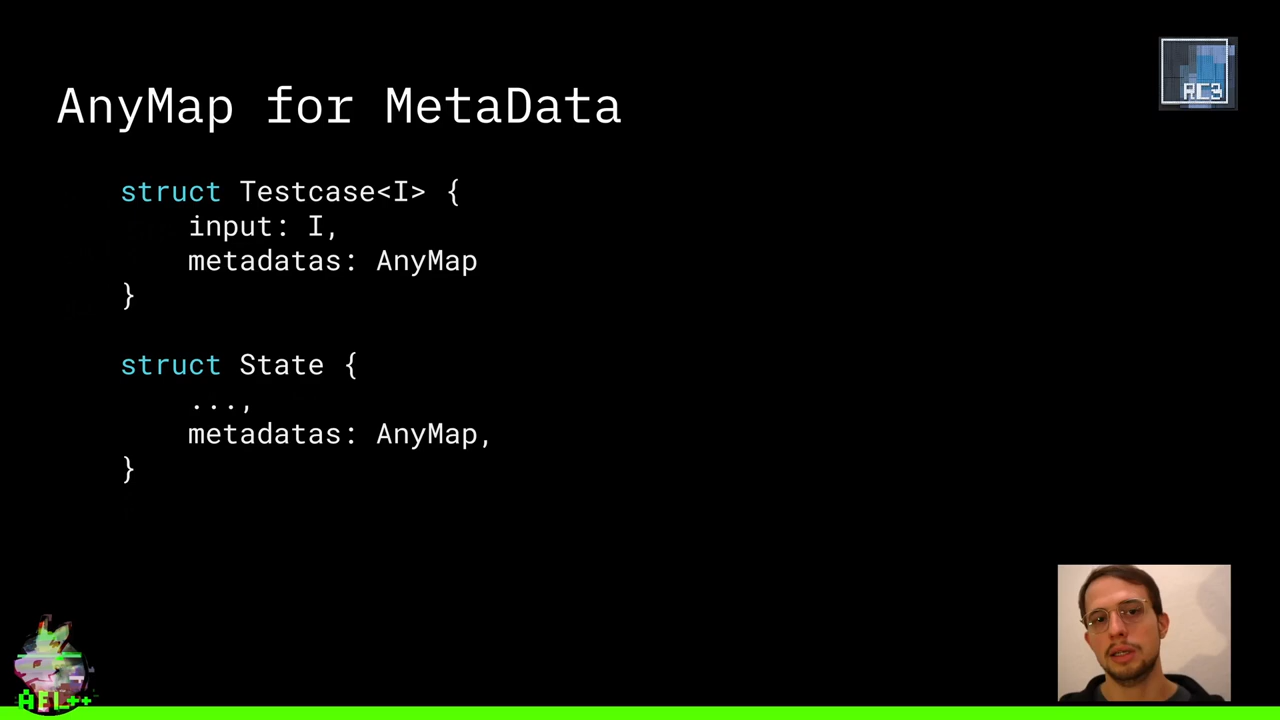 AnyMap for MetaData
RC3
struct Testcase<I> {
input: I,
metadatas: AnyMap
}
struct State {
...,
metadatas: AnyMap,
}
AFL++